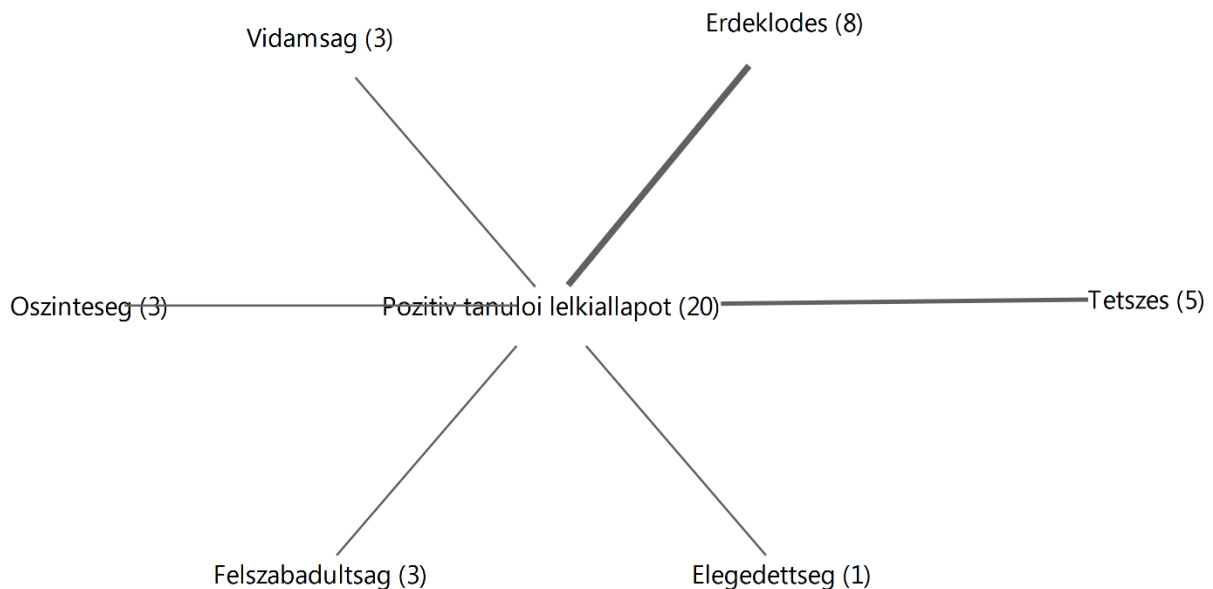 Erdeklodes (8)
Vidamsag (3)
Oszinteseg (3)
Pozitiv tanuloi lelkiallapot (20)
Tetszes (5)
Felszabadultsag (3)
Elegedettseg (1)